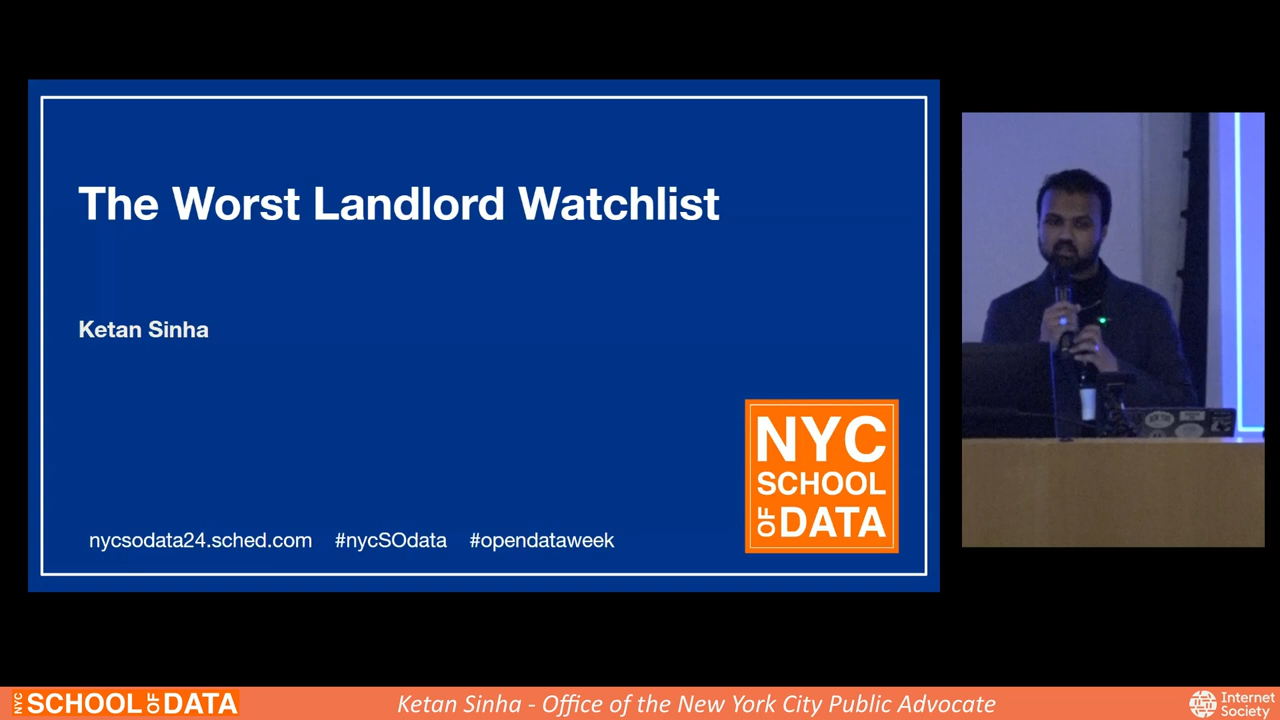 The Worst Landlord Watchlist
Ketan Sinha
nycsodata24.sched.com #nycSOdata #opendataweek
NYC
SCHOOL
OF DATA
NYC SCHOOL OF DATA
Ketan Sinha - Office of the New York City Public Advocate
Internet
Society